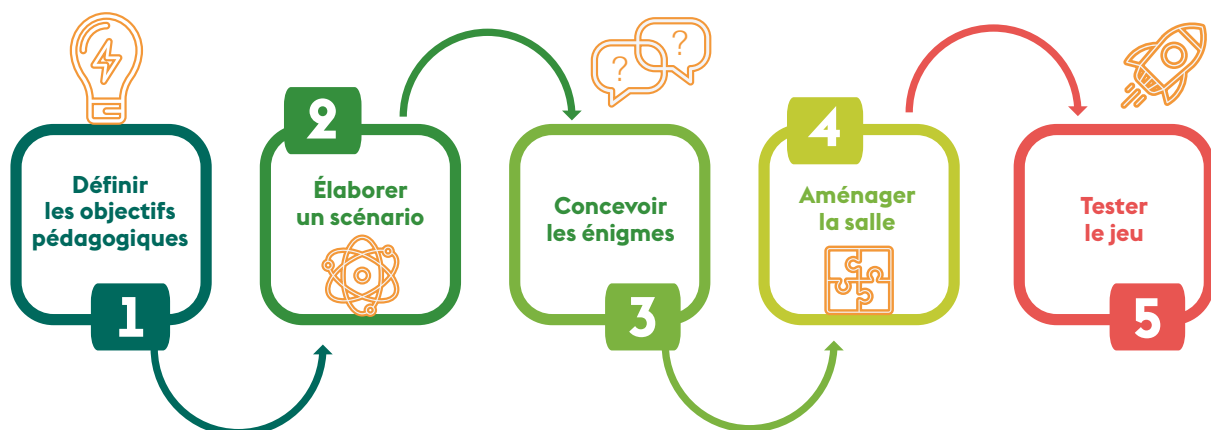 Définir
les objectifs
pédagogiques
1
2
Élaborer
un scénario
? ?
Concevoir
les énigmes
3
4
Aménager
la salle
Tester
le jeu
5